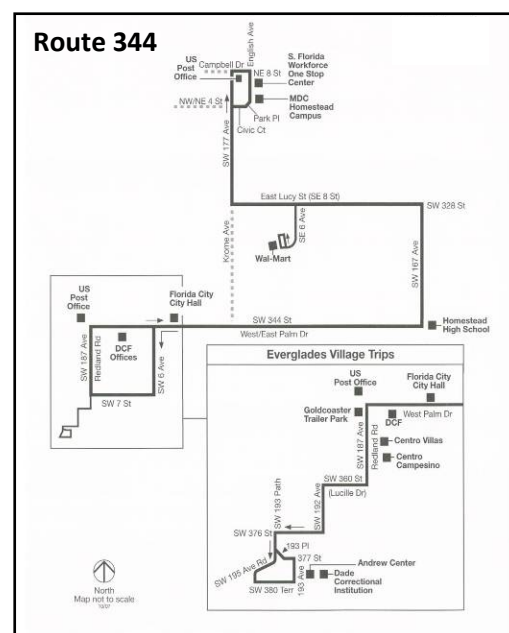 Route 344
US
Post
Office
Campbell Dr
English Ave
NE 8 St
S. Florida
Workforce
One Stop
Center
MDC
Homestead
Campus
NW/NE 4 St
Park Pl
Civic Ct
SW 177 Ave
East Lucy St (SE 8 St)
SW 328 St
SE 6 Ave
Krome Ave
Wal-Mart
SW 167 Ave
US
Post
Office
Florida City
City Hall
SW 344 St
West/East Palm Dr
Homestead
High School
SW 187 Ave
Redland Rd
DCF
Offices
SW 6 Ave
SW 7 St
Everglades Village Trips
US
Post Office
Florida City
City Hall
Goldcoaster
Trailer Park
SW 187 Ave
Redland Rd
West Palm Dr
DCF
Centro Villas
Centro
Campesino
SW 360 St
(Lucille Dr)
SW 193 Path
SW 192 Ave
SW 376 St
193 Pl
377 St
SW 195 Ave Rd
193 Ave
SW 380 Terr
Andrew Center
Dade
Correctional
Institution
North
Map not to scale